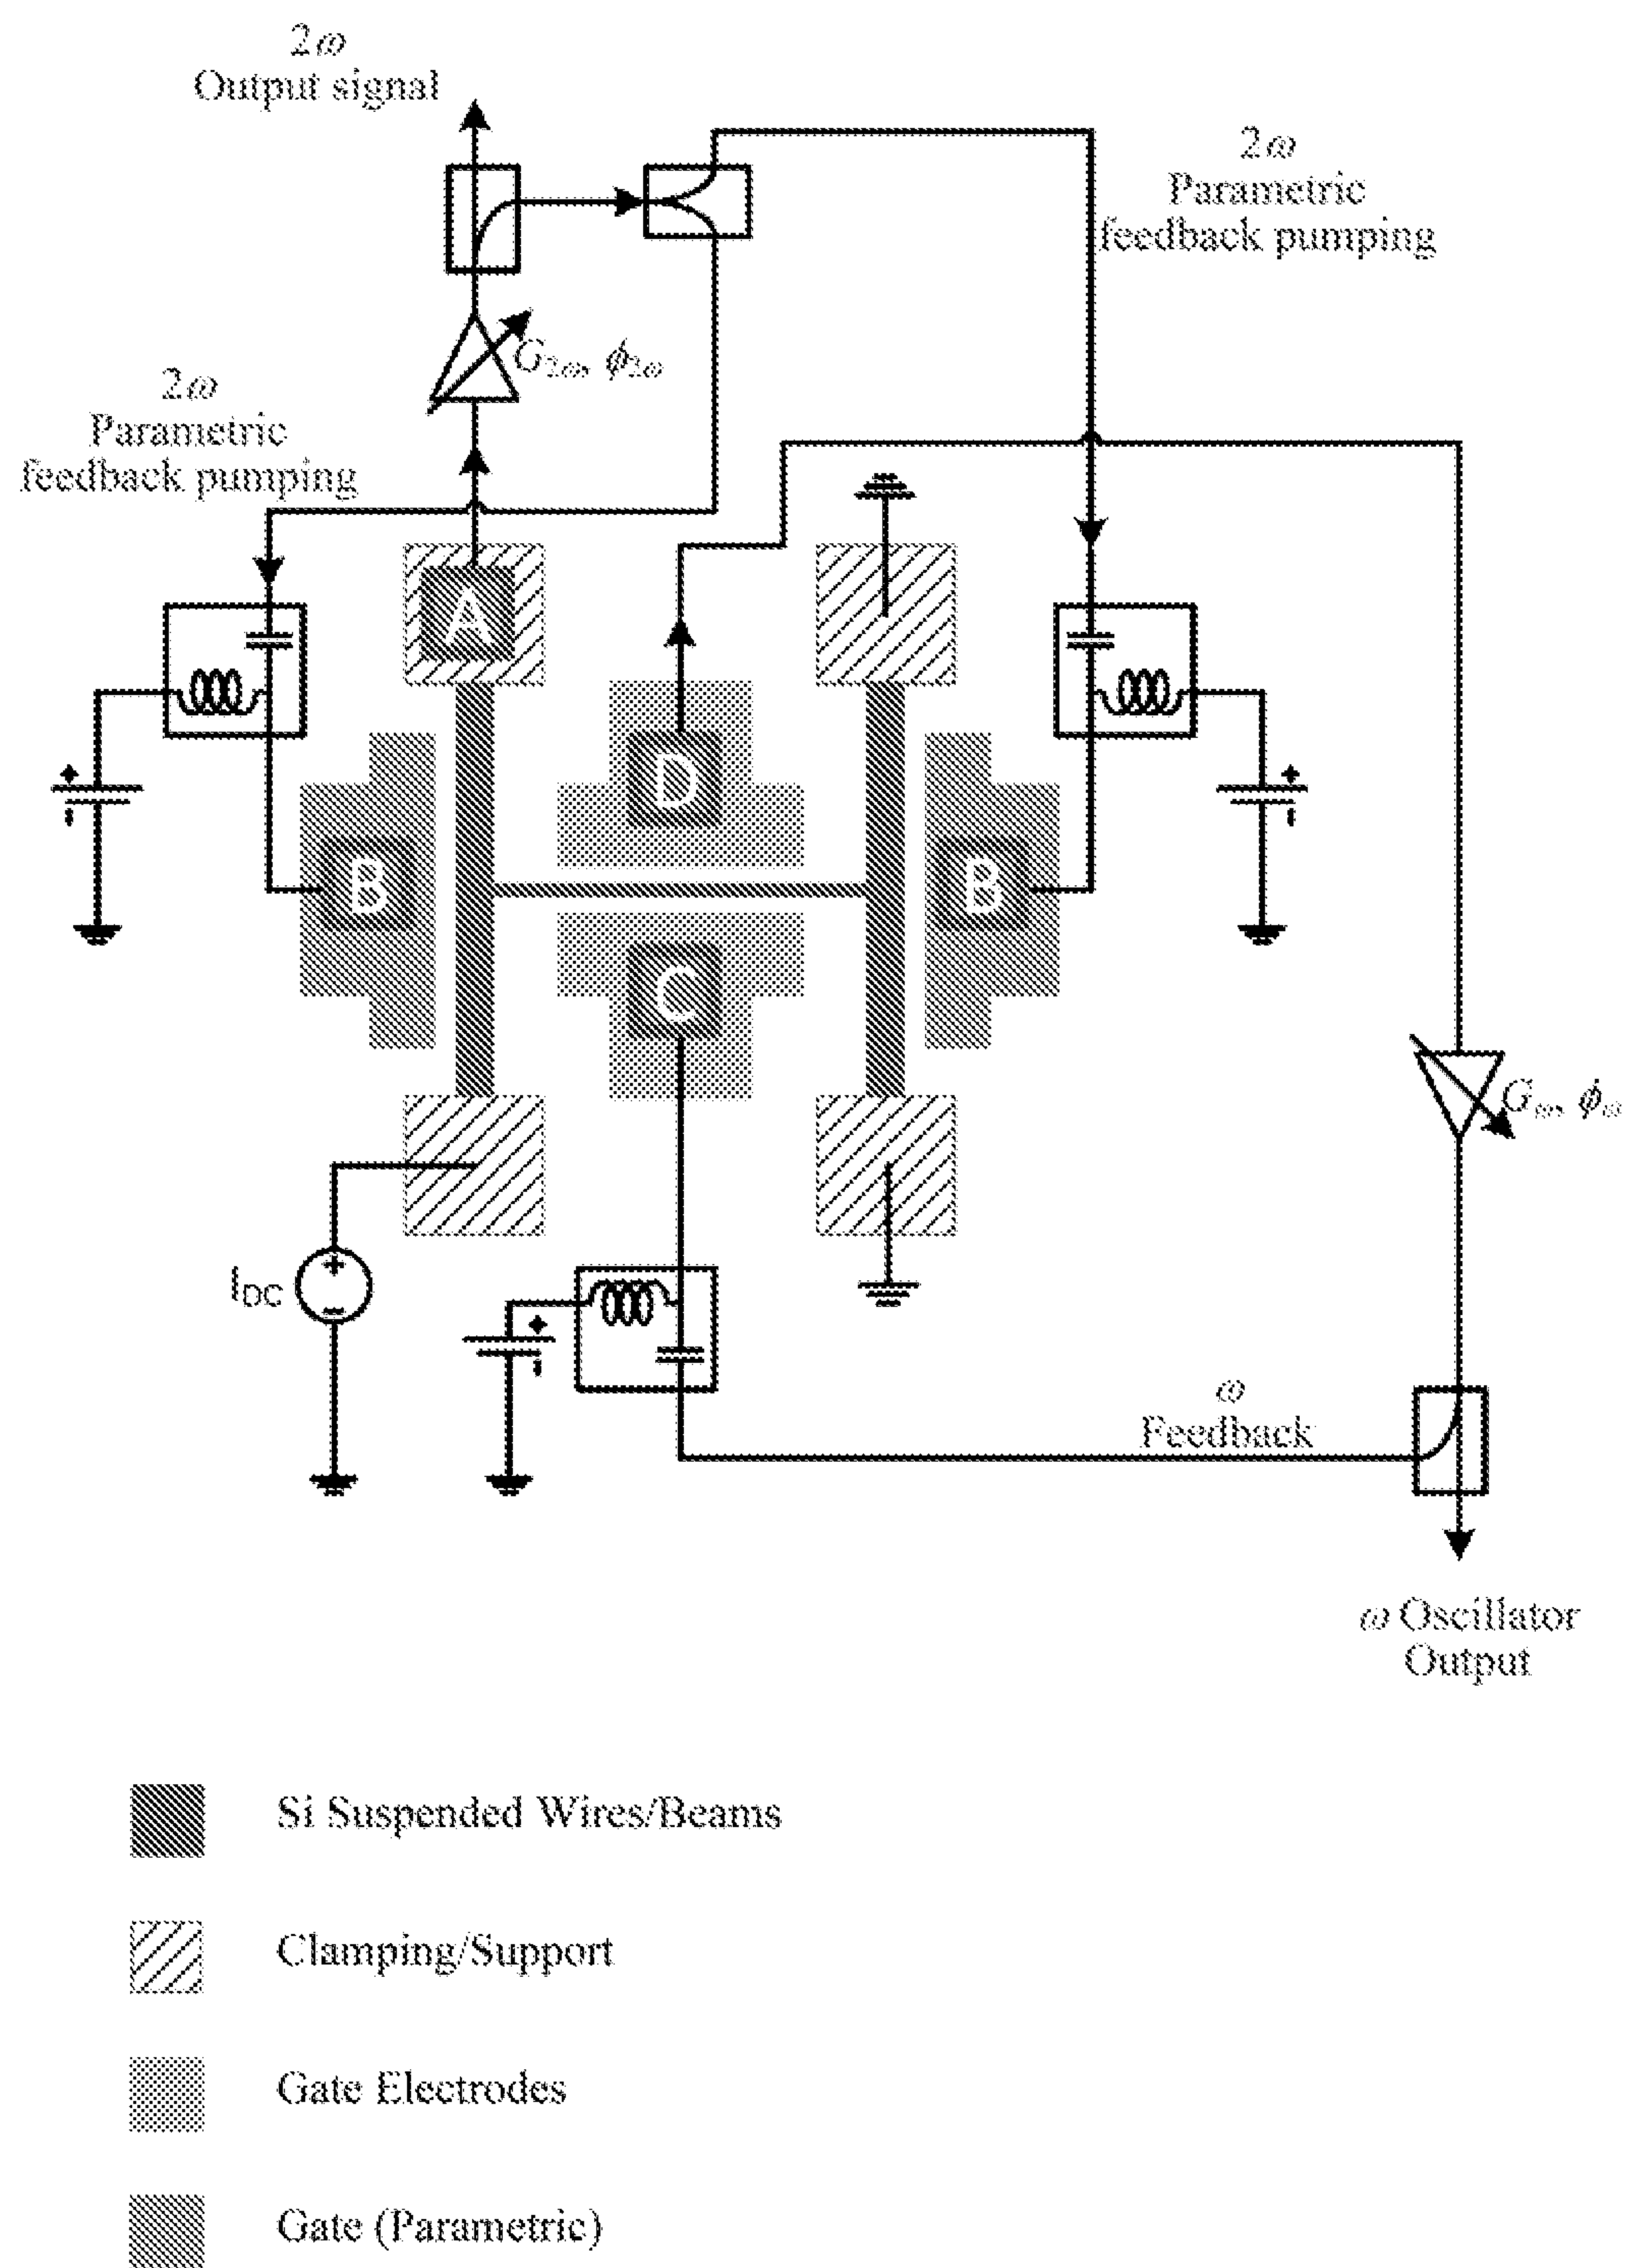 2ω
Output signal
2ω
Parametric
feedback pumping
G2ω, ϕ2ω
2ω
Parametric
feedback pumping
A
D
B
B
C
+
-
+
-
Gω, ϕω
IDC
+
-
+
-
ω
Feedback
ω Oscillator
Output
Si Suspended Wires/Beams
Clamping/Support
Gate Electrodes
Gate (Parametric)